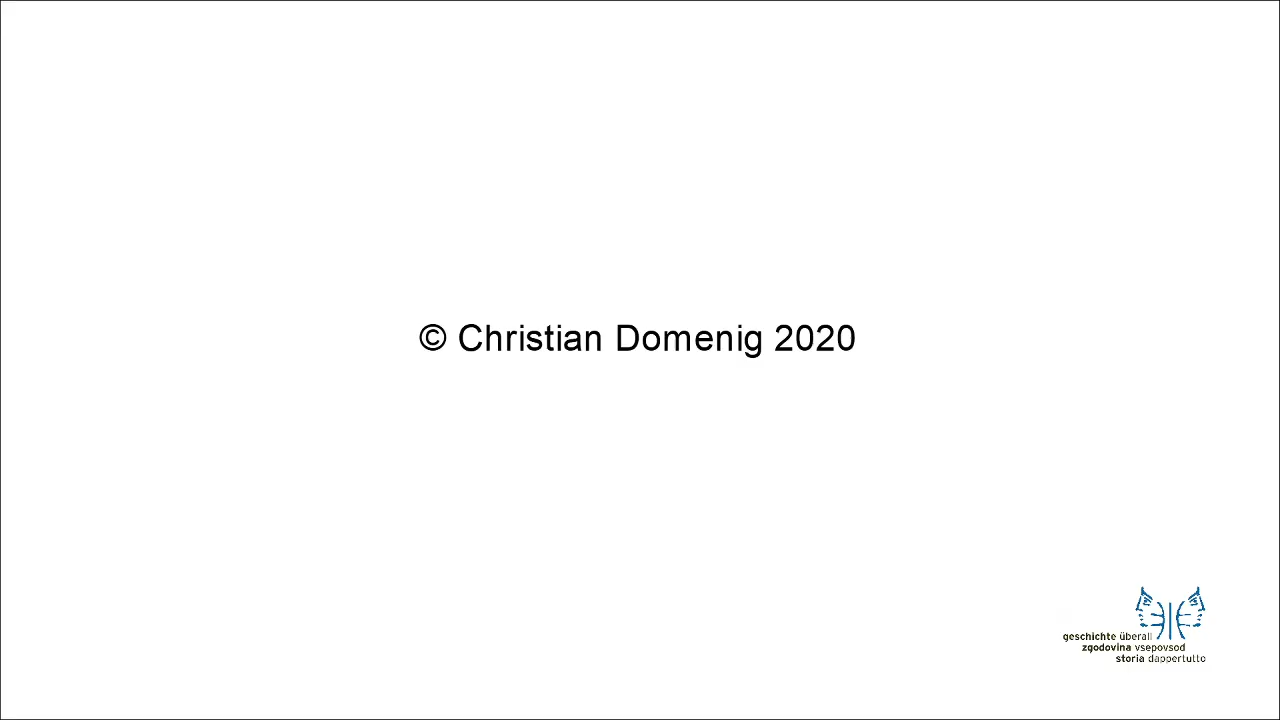 © Christian Domenig 2020
geschichte überall
zgodovina vsepovsod
storia dappertutto